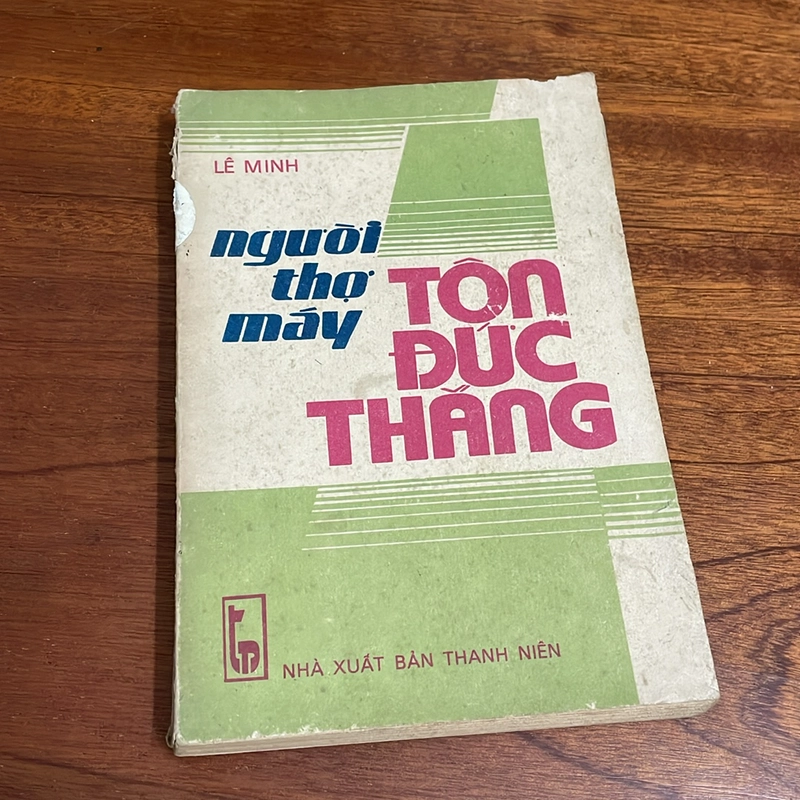 LÊ MINH
người
thợ
máy
TÔN
ĐỨC
THẮNG
NHÀ XUẤT BẢN THANH NIÊN